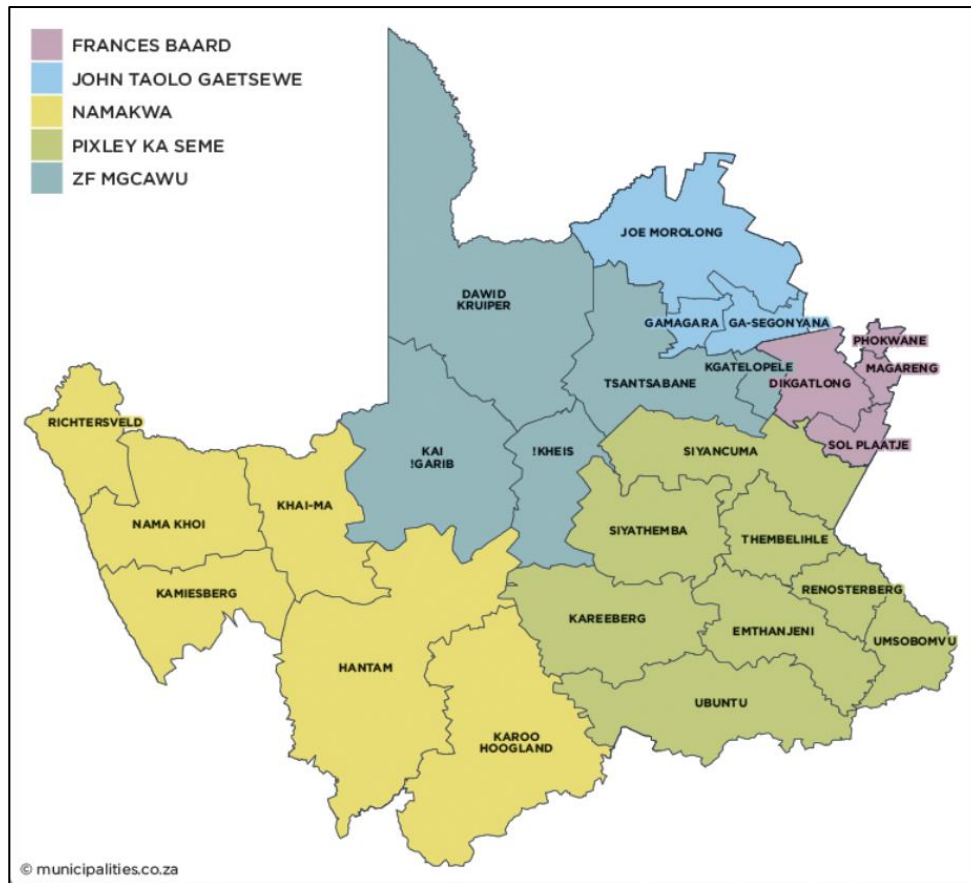 FRANCES BAARD
JOHN TAOLO GAETSEWE
NAMAKWA
PIXLEY KA SEME
ZF MGCAWU
JOE MOROLONG
DAWID
KRUIPER
GAMAGARA
GA-SEGONYANA
PHOKWANE
KGATELOPELE
MAGARENG
TSANTSABANE
DIKGATLONG
RICHTERSVELD
SOL PLAATJE
KAI
!GARIB
!KHEIS
SIYANCUMA
KHAI-MA
NAMA KHOI
SIYATHEMBA
THEMBELIHLE
KAMIESBERG
RENOSTERBERG
KAREEBERG
EMTHANJENI
UMSOBOMVU
HANTAM
UBUNTU
KAROO
HOOGLAND
© municipalities.co.za